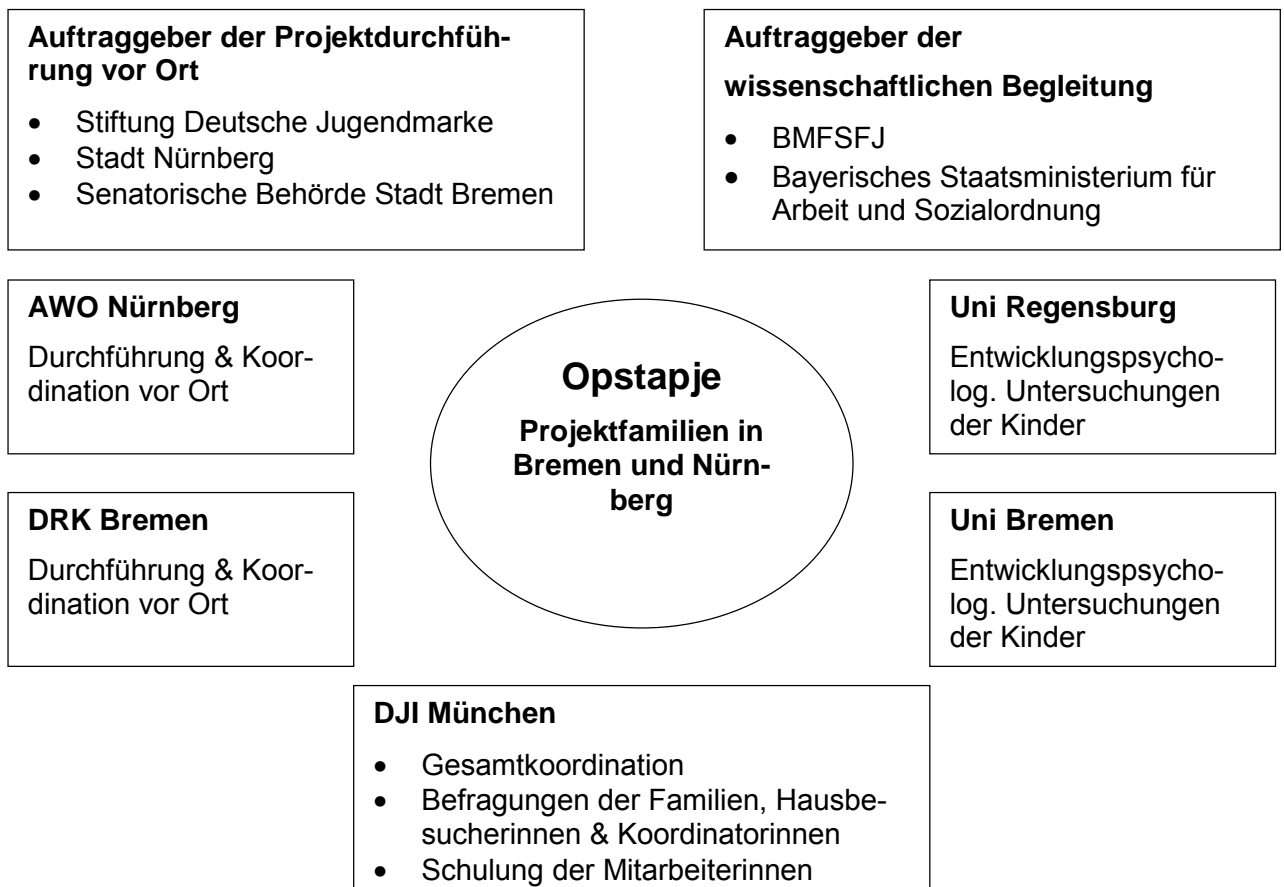 Auftraggeber der Projektdurchfüh-
rung vor Ort
• Stiftung Deutsche Jugendmarke
• Stadt Nürnberg
• Senatorische Behörde Stadt Bremen
Auftraggeber der
wissenschaftlichen Begleitung
• BMFSFJ
• Bayerisches Staatsministerium für
Arbeit und Sozialordnung
AWO Nürnberg
Durchführung & Koor-
dination vor Ort
Opstapje
Projektfamilien in
Bremen und Nürn-
berg
Uni Regensburg
Entwicklungspsycho-
log. Untersuchungen
der Kinder
DRK Bremen
Durchführung & Koor-
dination vor Ort
Uni Bremen
Entwicklungspsycho-
log. Untersuchungen
der Kinder
DJI München
• Gesamtkoordination
• Befragungen der Familien, Hausbe-
sucherinnen & Koordinatorinnen
• Schulung der Mitarbeiterinnen